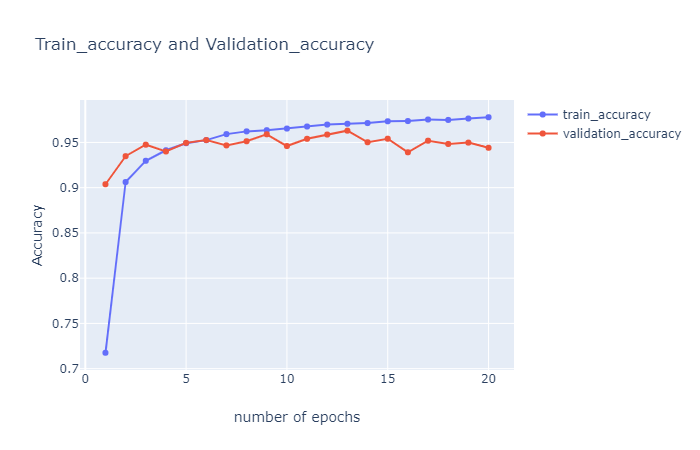 Train_accuracy and Validation_accuracy
train_accuracy
validation_accuracy
0.95
0.9
0.85
0.8
0.75
0.7
Accuracy
0 5 10 15 20
number of epochs